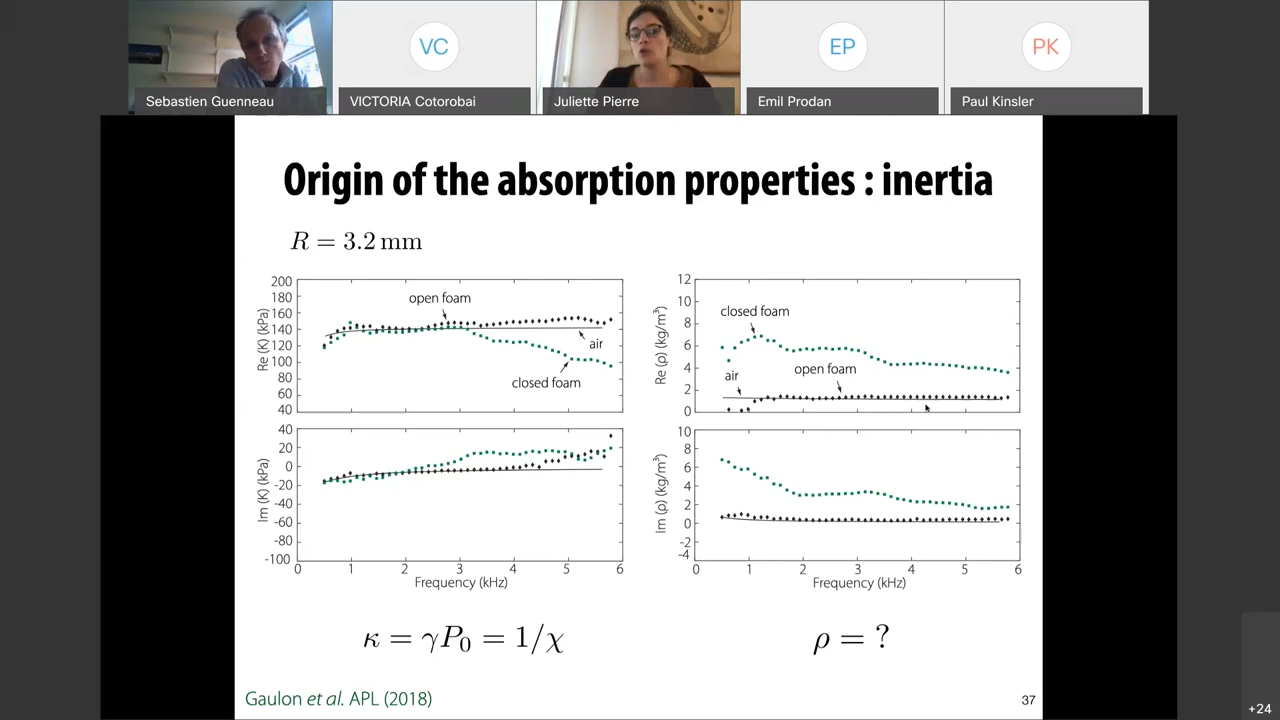 VC
EP
PK
Sebastien Guenneau
VICTORIA Cotorobai
Juliette Pierre
Emil Prodan
Paul Kinsler
Origin of the absorption properties : inertia
R = 3.2 mm
Re (K) (kPa)
200
180
160
140
120
100
80
60
40
open foam
air
closed foam
Re (ρ) (kg/m³)
12
10
8
6
4
2
0
closed foam
air
open foam
Im (K) (kPa)
40
20
0
-20
-40
-60
-80
-100
0 1 2 3 4 5 6
Frequency (kHz)
Im (ρ) (kg/m³)
10
8
6
4
2
0
-2
-4
0 1 2 3 4 5 6
Frequency (kHz)
κ = γP₀ = 1/χ
ρ = ?
Gaulon et al. APL (2018)
37
+24